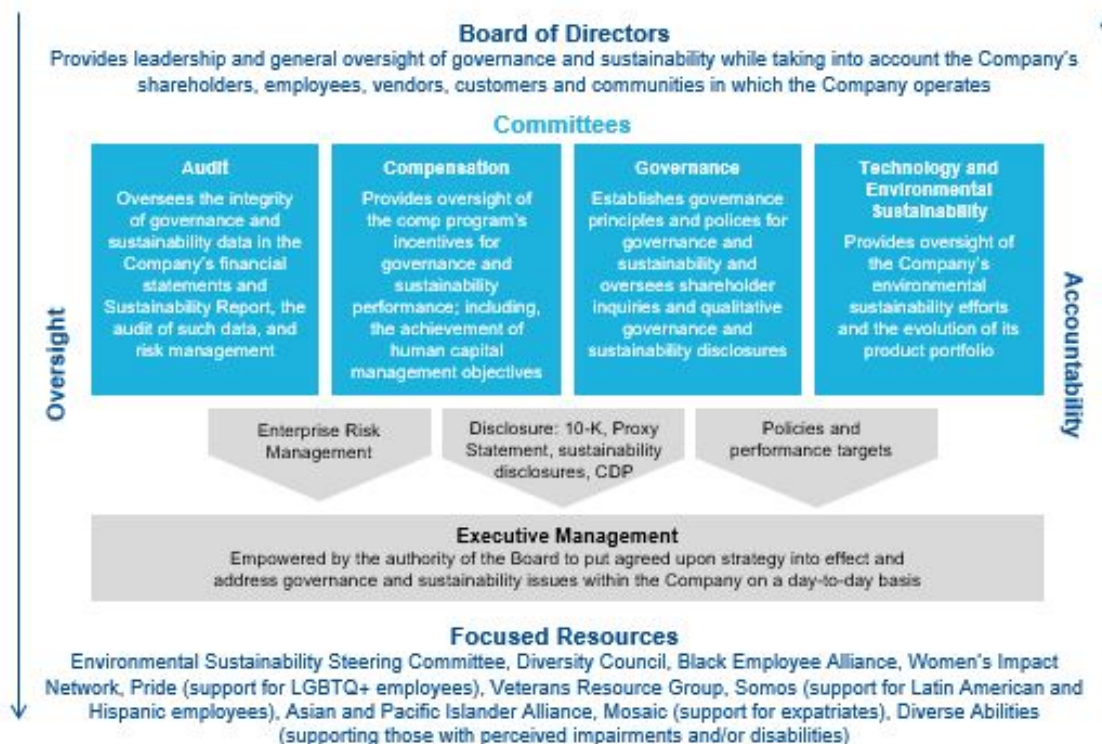 Board of Directors
Provides leadership and general oversight of governance and sustainability while taking into account the Company's
shareholders, employees, vendors, customers and communities in which the Company operates
Committees
Audit
Oversees the integrity
of governance and
sustainability data in the
Company's financial
statements and
Sustainability Report, the
audit of such data, and
risk management
Compensation
Provides oversight of
the comp program's
incentives for
governance and
sustainability
performance; including,
the achievement of
human capital
management objectives
Governance
Establishes governance
principles and polices for
governance and
sustainability and
oversees shareholder
inquiries and qualitative
governance and
sustainability disclosures
Technology and
Environmental
Sustainability
Provides oversight of
the Company's
environmental
sustainability efforts
and the evolution of its
product portfolio
Oversight
Accountability
Enterprise Risk
Management
Disclosure: 10-K, Proxy
Statement, sustainability
disclosures, CDP
Policies and
performance targets
Executive Management
Empowered by the authority of the Board to put agreed upon strategy into effect and
address governance and sustainability issues within the Company on a day-to-day basis
Focused Resources
Environmental Sustainability Steering Committee, Diversity Council, Black Employee Alliance, Women's Impact
Network, Pride (support for LGBTQ+ employees), Veterans Resource Group, Somos (support for Latin American and
Hispanic employees), Asian and Pacific Islander Alliance, Mosaic (support for expatriates), Diverse Abilities
(supporting those with perceived impairments and/or disabilities)